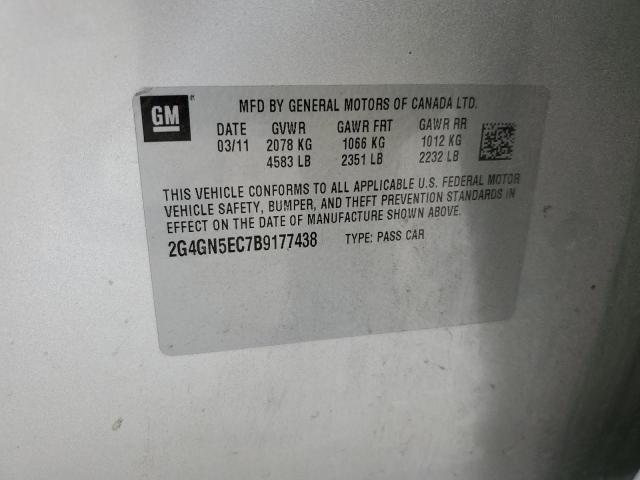 GM
MFD BY GENERAL MOTORS OF CANADA LTD.
DATE GVWR GAWR FRT GAWR RR
03/11 2078 KG 1066 KG 1012 KG
4583 LB 2351 LB 2232 LB
THIS VEHICLE CONFORMS TO ALL APPLICABLE U.S. FEDERAL MOTOR
VEHICLE SAFETY, BUMPER, AND THEFT PREVENTION STANDARDS IN
EFFECT ON THE DATE OF MANUFACTURE SHOWN ABOVE.
2G4GN5EC7B9177438 TYPE: PASS CAR